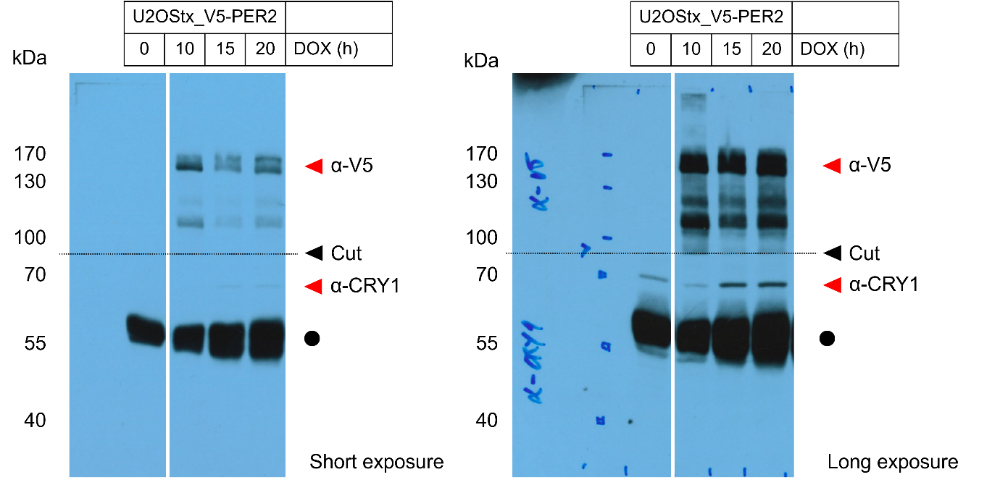 U2OStx_V5-PER2
0 10 15 20 DOX (h)
kDa
170
130
100
70
55
40
α-V5
Cut
α-CRY1
Short exposure
U2OStx_V5-PER2
0 10 15 20 DOX (h)
kDa
170
130
100
70
55
40
α-V5
α-CRY1
α-V5
Cut
α-CRY1
Long exposure